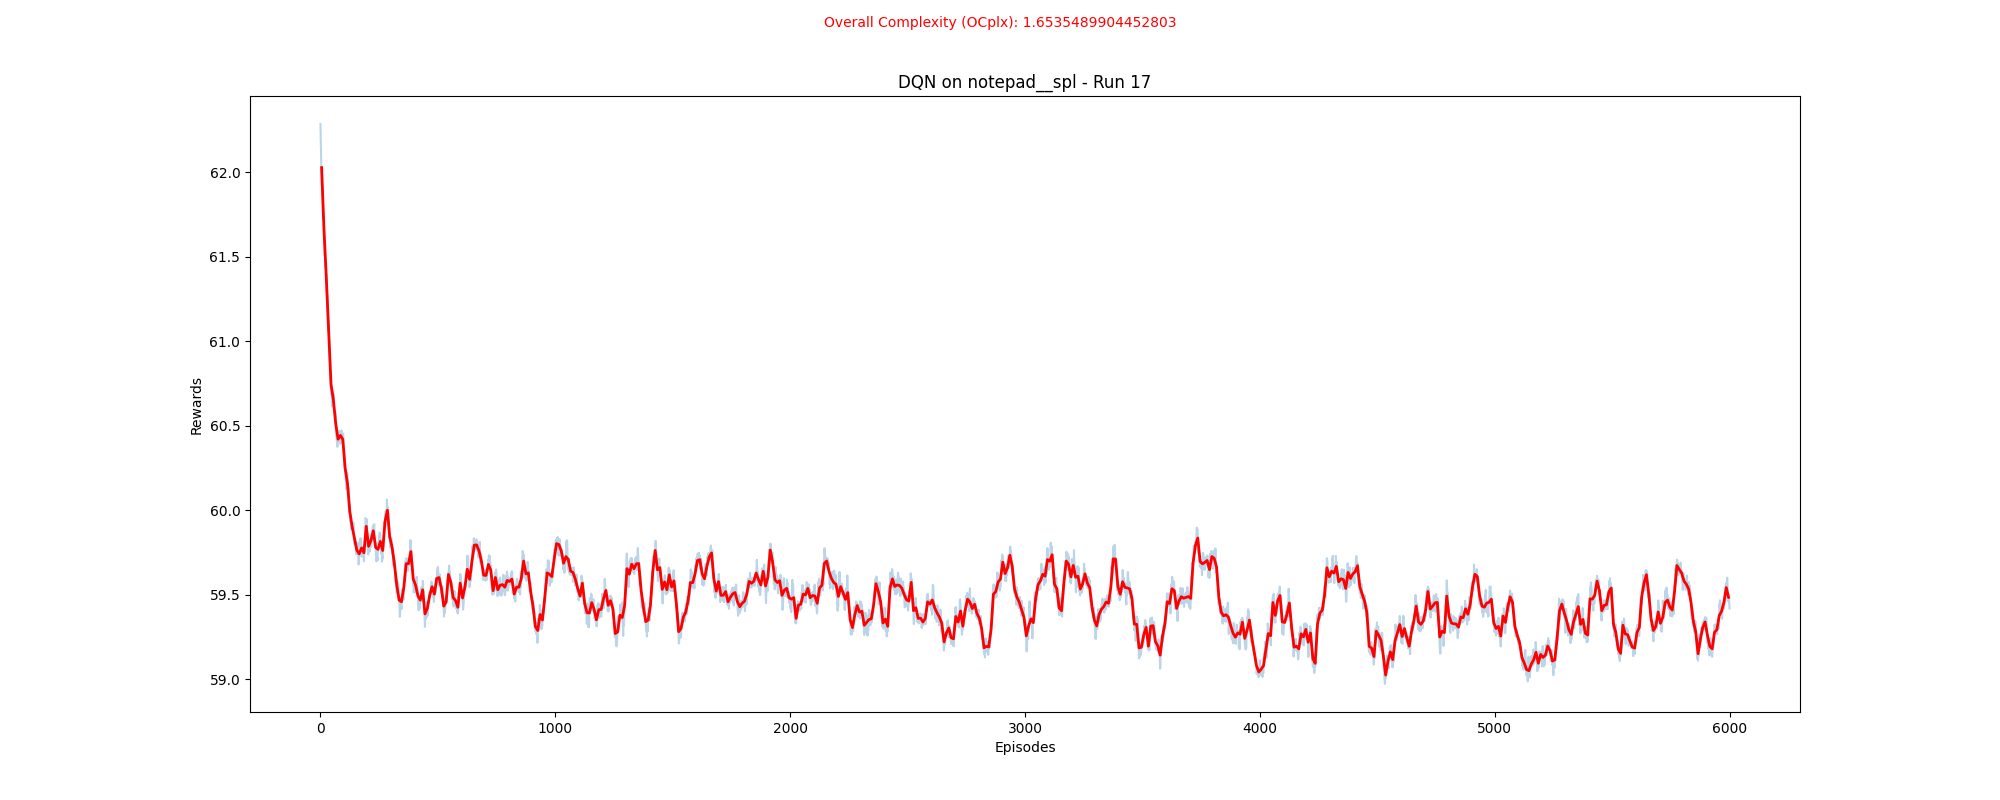 Overall Complexity (OCplx): 1.6535489904452803
DQN on notepad__spl - Run 17
Rewards
62.0
61.5
61.0
60.5
60.0
59.5
59.0
0 1000 2000 3000 4000 5000 6000
Episodes